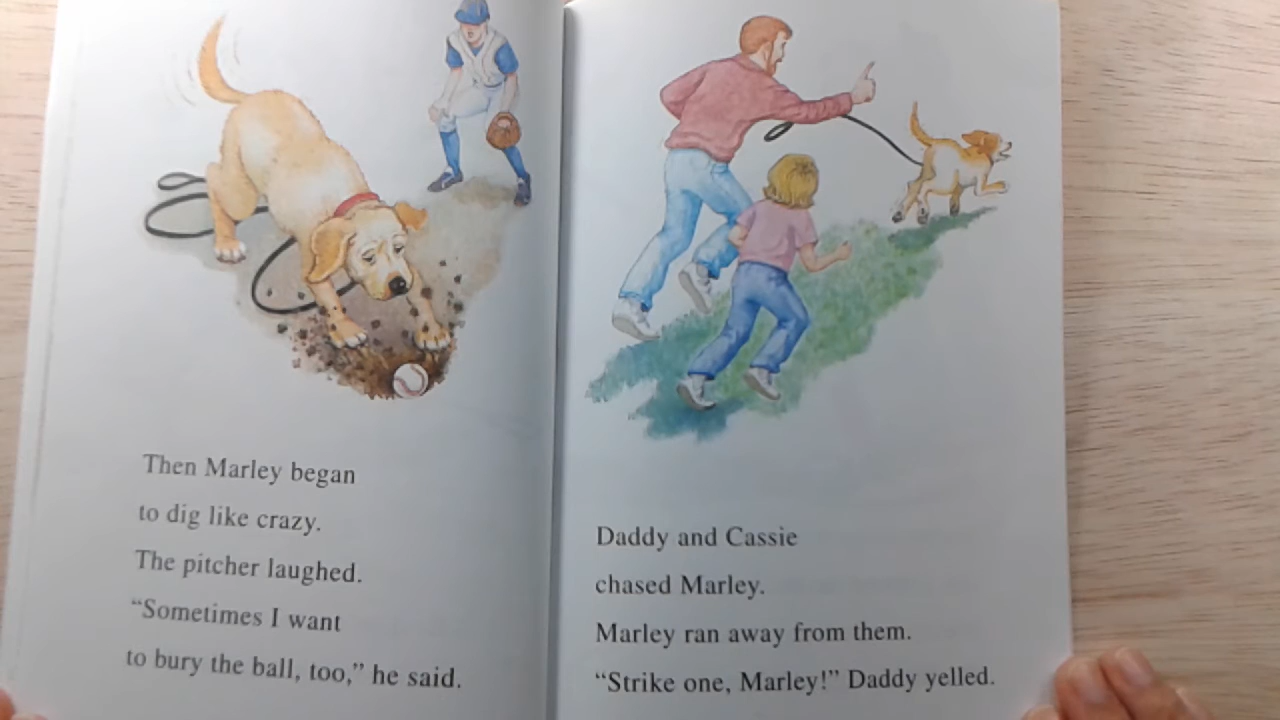 Then Marley began
to dig like crazy.
The pitcher laughed.
“Sometimes I want
to bury the ball, too,” he said.
Daddy and Cassie
chased Marley.
Marley ran away from them.
“Strike one, Marley!” Daddy yelled.